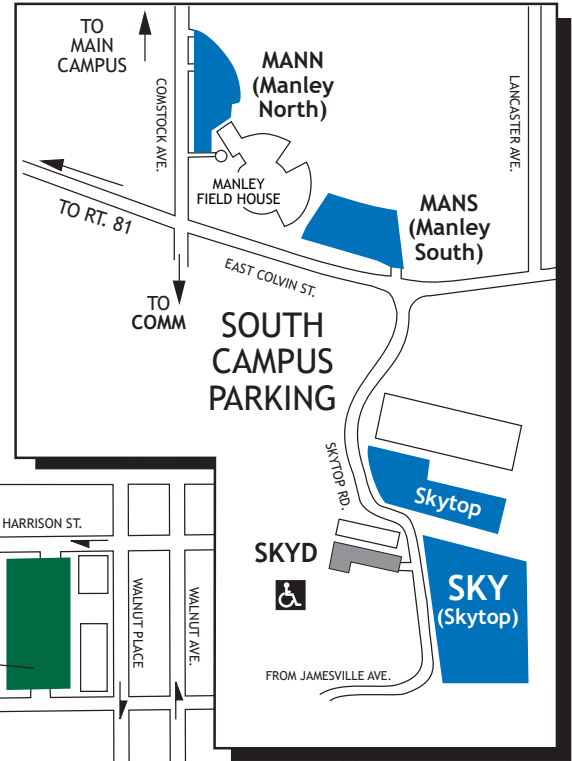 TO
MAIN
CAMPUS
COMSTOCK AVE.
MANN
(Manley
North)
LANCASTER AVE.
MANLEY
FIELD HOUSE
MANS
(Manley
South)
TO RT. 81
EAST COLVIN ST.
TO
COMM
SOUTH
CAMPUS
PARKING
SKYTOP RD.
Skytop
HARRISON ST.
SKYD
SKY
(Skytop)
WALNUT PLACE
WALNUT AVE.
FROM JAMESVILLE AVE.